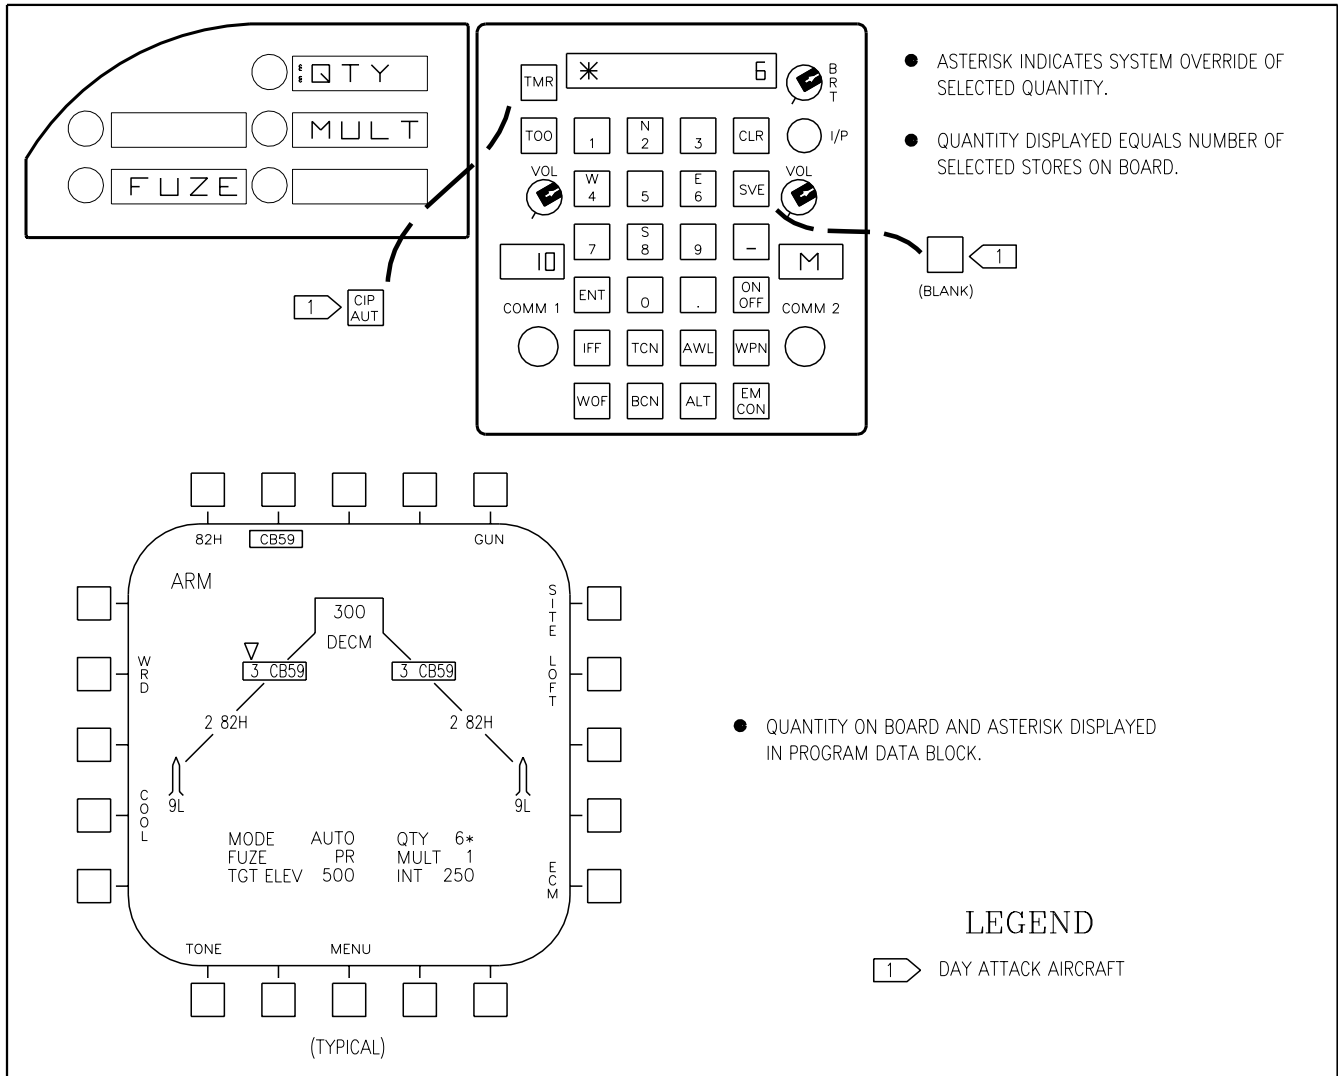 QTY
MULT
FUZE
TMR
* 6
BRT
TOO
1
N 2
3
CLR
I/P
VOL
W 4
5
E 6
SVE
VOL
7
S 8
9
–
10
M
COMM 1
ENT
0
.
ON OFF
COMM 2
IFF
TCN
AWL
WPN
WOF
BCN
ALT
EM CON
1
CIP AUT
1
(BLANK)
● ASTERISK INDICATES SYSTEM OVERRIDE OF
SELECTED QUANTITY.
● QUANTITY DISPLAYED EQUALS NUMBER OF
SELECTED STORES ON BOARD.
82H
CB59
GUN
ARM
SITE
300
DECM
WRD
3 CB59
3 CB59
LOFT
2 82H
2 82H
COOL
9L
9L
MODE AUTO QTY 6*
FUZE PR MULT 1
TGT ELEV 500 INT 250
ECM
TONE
MENU
(TYPICAL)
● QUANTITY ON BOARD AND ASTERISK DISPLAYED
IN PROGRAM DATA BLOCK.
LEGEND
1 DAY ATTACK AIRCRAFT